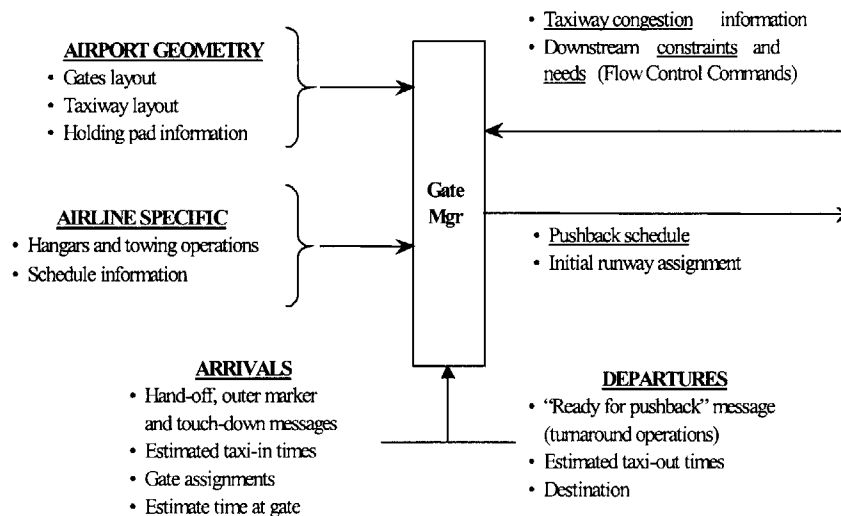 AIRPORT GEOMETRY
• Gates layout
• Taxiway layout
• Holding pad information
AIRLINE SPECIFIC
• Hangars and towing operations
• Schedule information
Gate
Mgr
• Taxiway congestion information
• Downstream constraints and
needs (Flow Control Commands)
• Pushback schedule
• Initial runway assignment
ARRIVALS
• Hand-off, outer marker
and touch-down messages
• Estimated taxi-in times
• Gate assignments
• Estimate time at gate
DEPARTURES
• “Ready for pushback” message
(turnaround operations)
• Estimated taxi-out times
• Destination